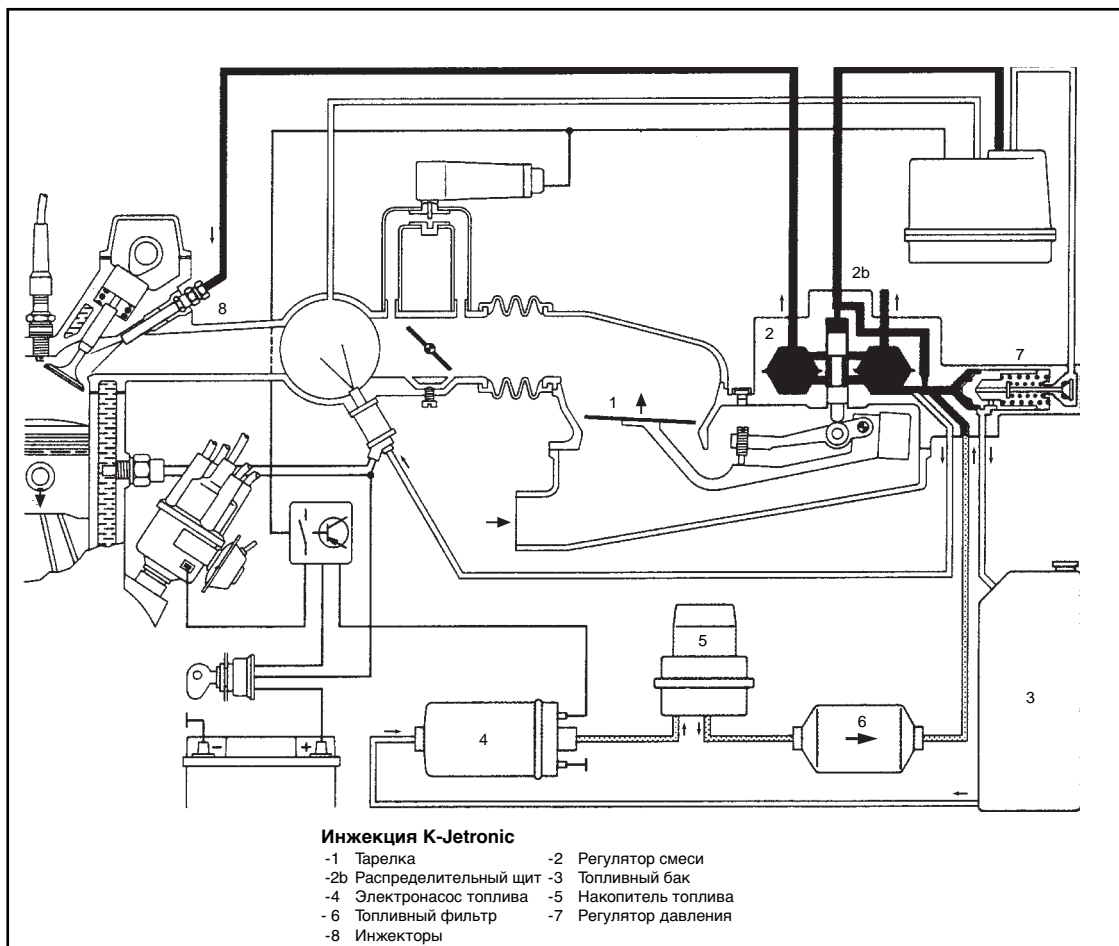 2b
8
2
7
1
5
3
6
4
- +
Инжекция K-Jetronic
-1 Тарелка -2 Регулятор смеси
-2b Распределительный щит -3 Топливный бак
-4 Электронасос топлива -5 Накопитель топлива
- 6 Топливный фильтр -7 Регулятор давления
-8 Инжекторы